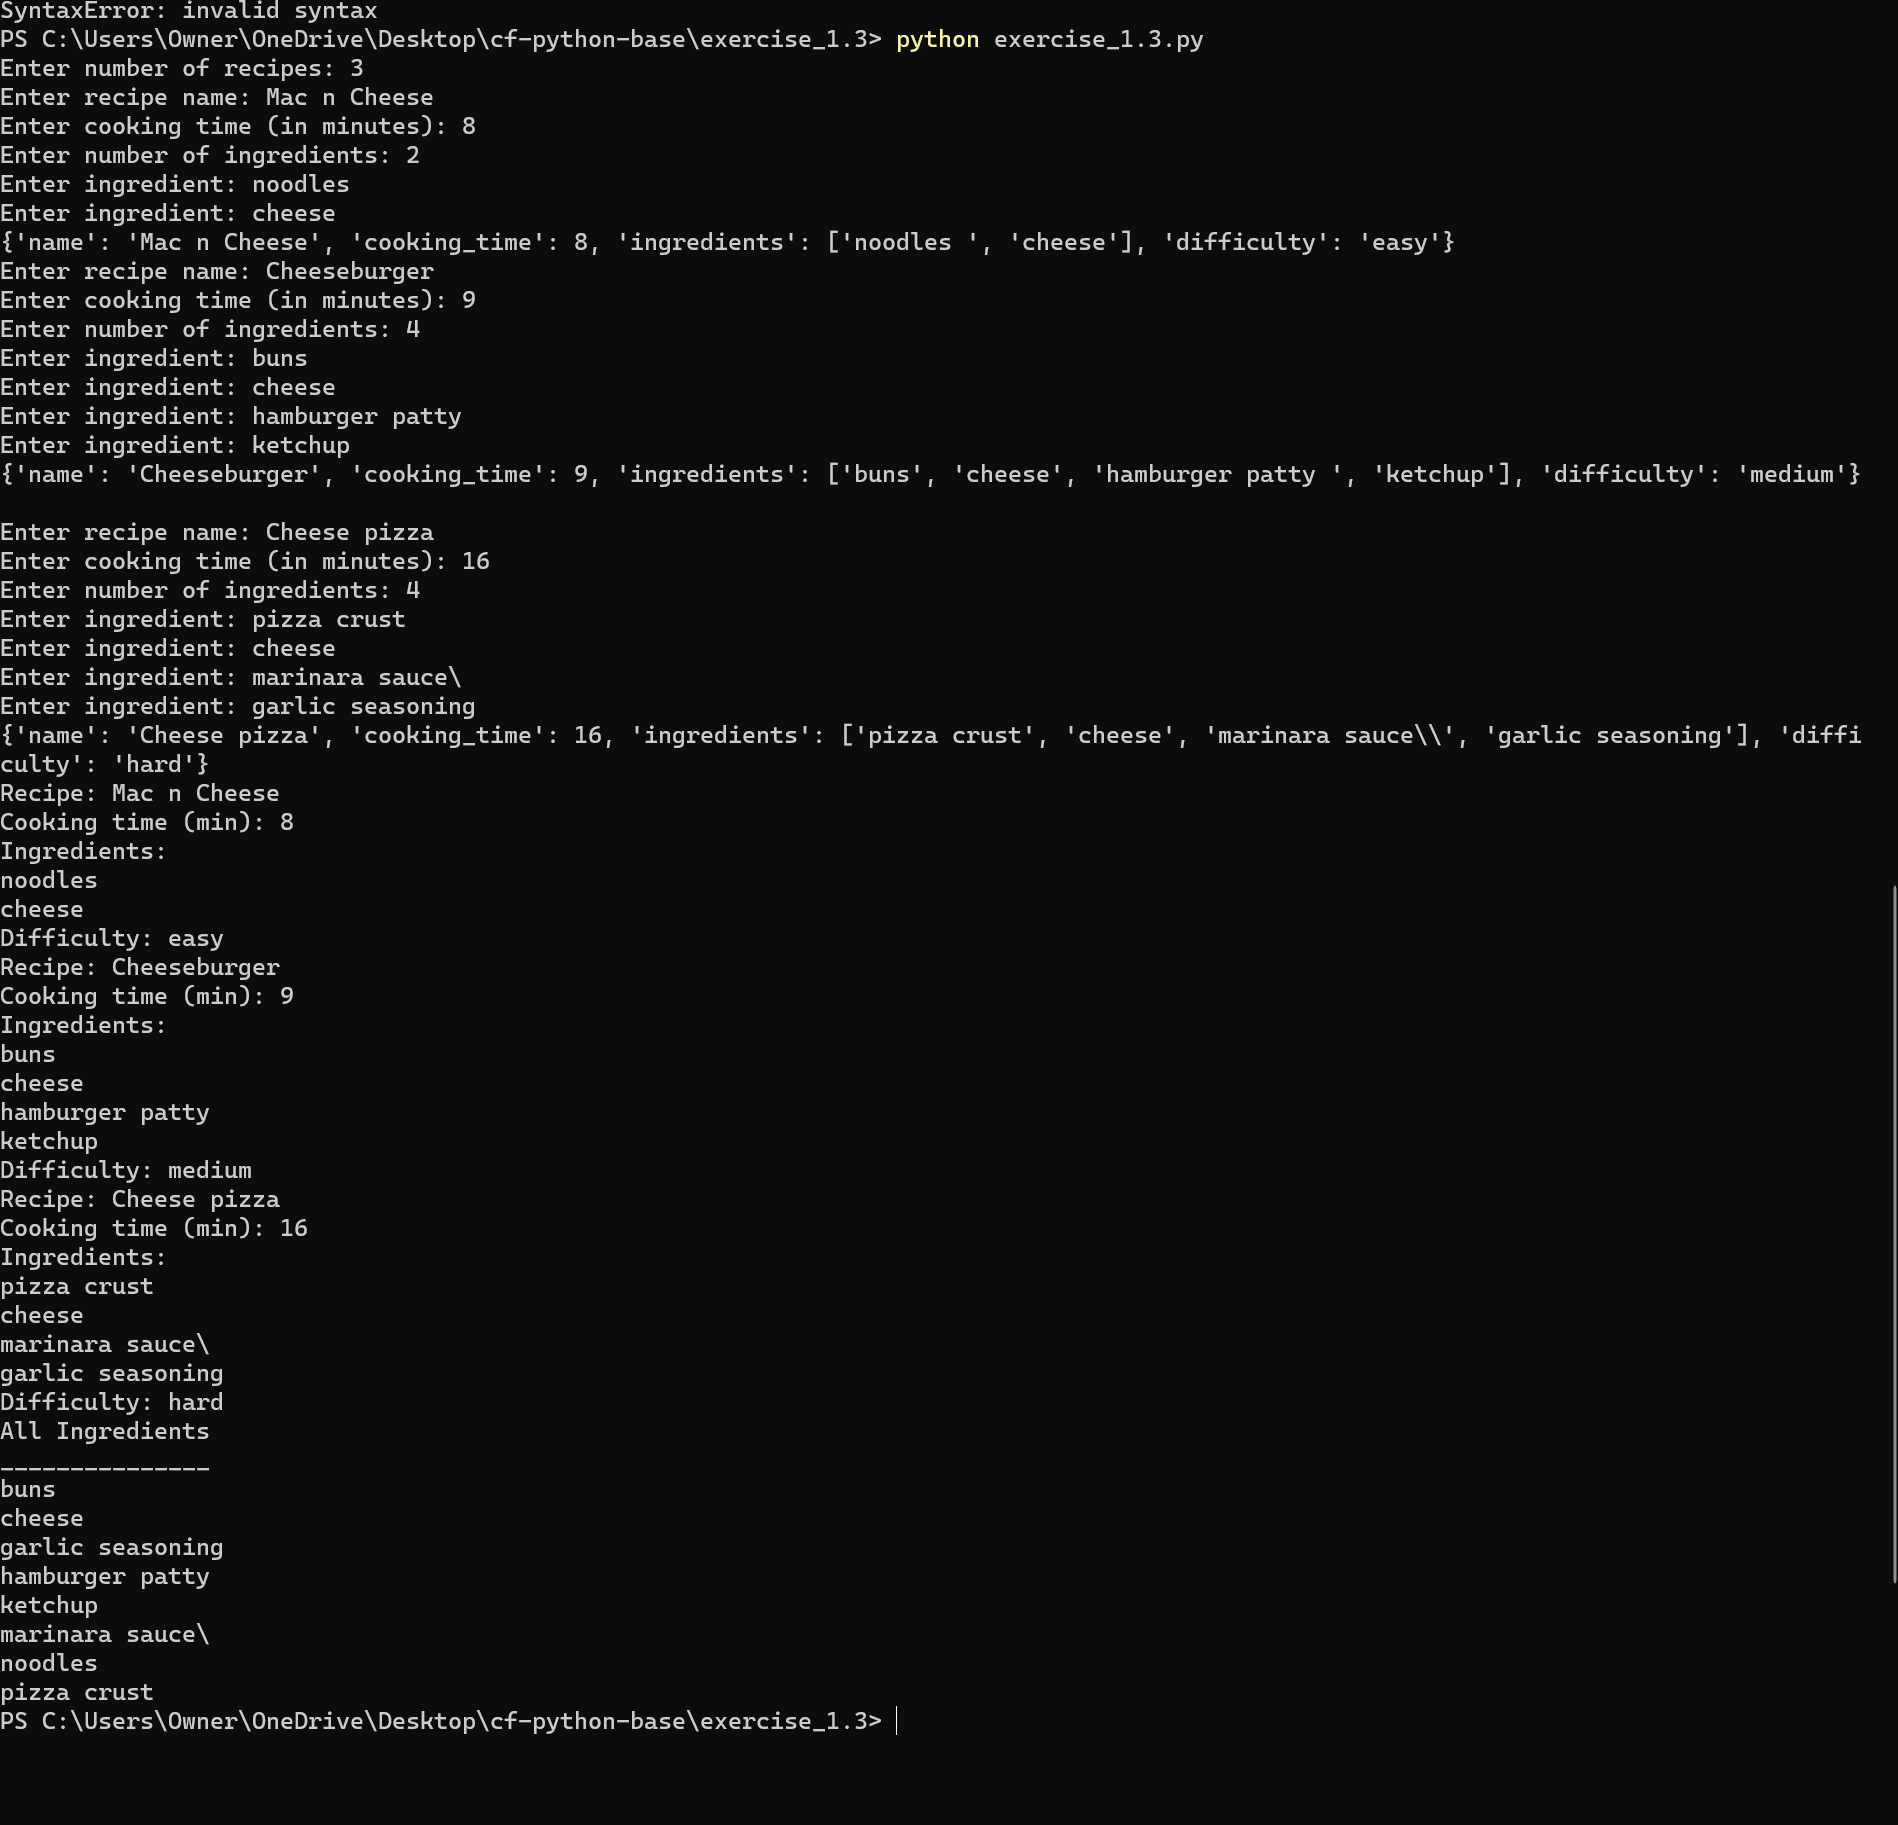 SyntaxError: invalid syntax
PS C:\Users\Owner\OneDrive\Desktop\cf-python-base\exercise_1.3> python exercise_1.3.py
Enter number of recipes: 3
Enter recipe name: Mac n Cheese
Enter cooking time (in minutes): 8
Enter number of ingredients: 2
Enter ingredient: noodles
Enter ingredient: cheese
{'name': 'Mac n Cheese', 'cooking_time': 8, 'ingredients': ['noodles ', 'cheese'], 'difficulty': 'easy'}
Enter recipe name: Cheeseburger
Enter cooking time (in minutes): 9
Enter number of ingredients: 4
Enter ingredient: buns
Enter ingredient: cheese
Enter ingredient: hamburger patty
Enter ingredient: ketchup
{'name': 'Cheeseburger', 'cooking_time': 9, 'ingredients': ['buns', 'cheese', 'hamburger patty ', 'ketchup'], 'difficulty': 'medium'}
Enter recipe name: Cheese pizza
Enter cooking time (in minutes): 16
Enter number of ingredients: 4
Enter ingredient: pizza crust
Enter ingredient: cheese
Enter ingredient: marinara sauce\
Enter ingredient: garlic seasoning
{'name': 'Cheese pizza', 'cooking_time': 16, 'ingredients': ['pizza crust', 'cheese', 'marinara sauce\\', 'garlic seasoning'], 'diffi
culty': 'hard'}
Recipe: Mac n Cheese
Cooking time (min): 8
Ingredients:
noodles
cheese
Difficulty: easy
Recipe: Cheeseburger
Cooking time (min): 9
Ingredients:
buns
cheese
hamburger patty
ketchup
Difficulty: medium
Recipe: Cheese pizza
Cooking time (min): 16
Ingredients:
pizza crust
cheese
marinara sauce\
garlic seasoning
Difficulty: hard
All Ingredients
_______________
buns
cheese
garlic seasoning
hamburger patty
ketchup
marinara sauce\
noodles
pizza crust
PS C:\Users\Owner\OneDrive\Desktop\cf-python-base\exercise_1.3>